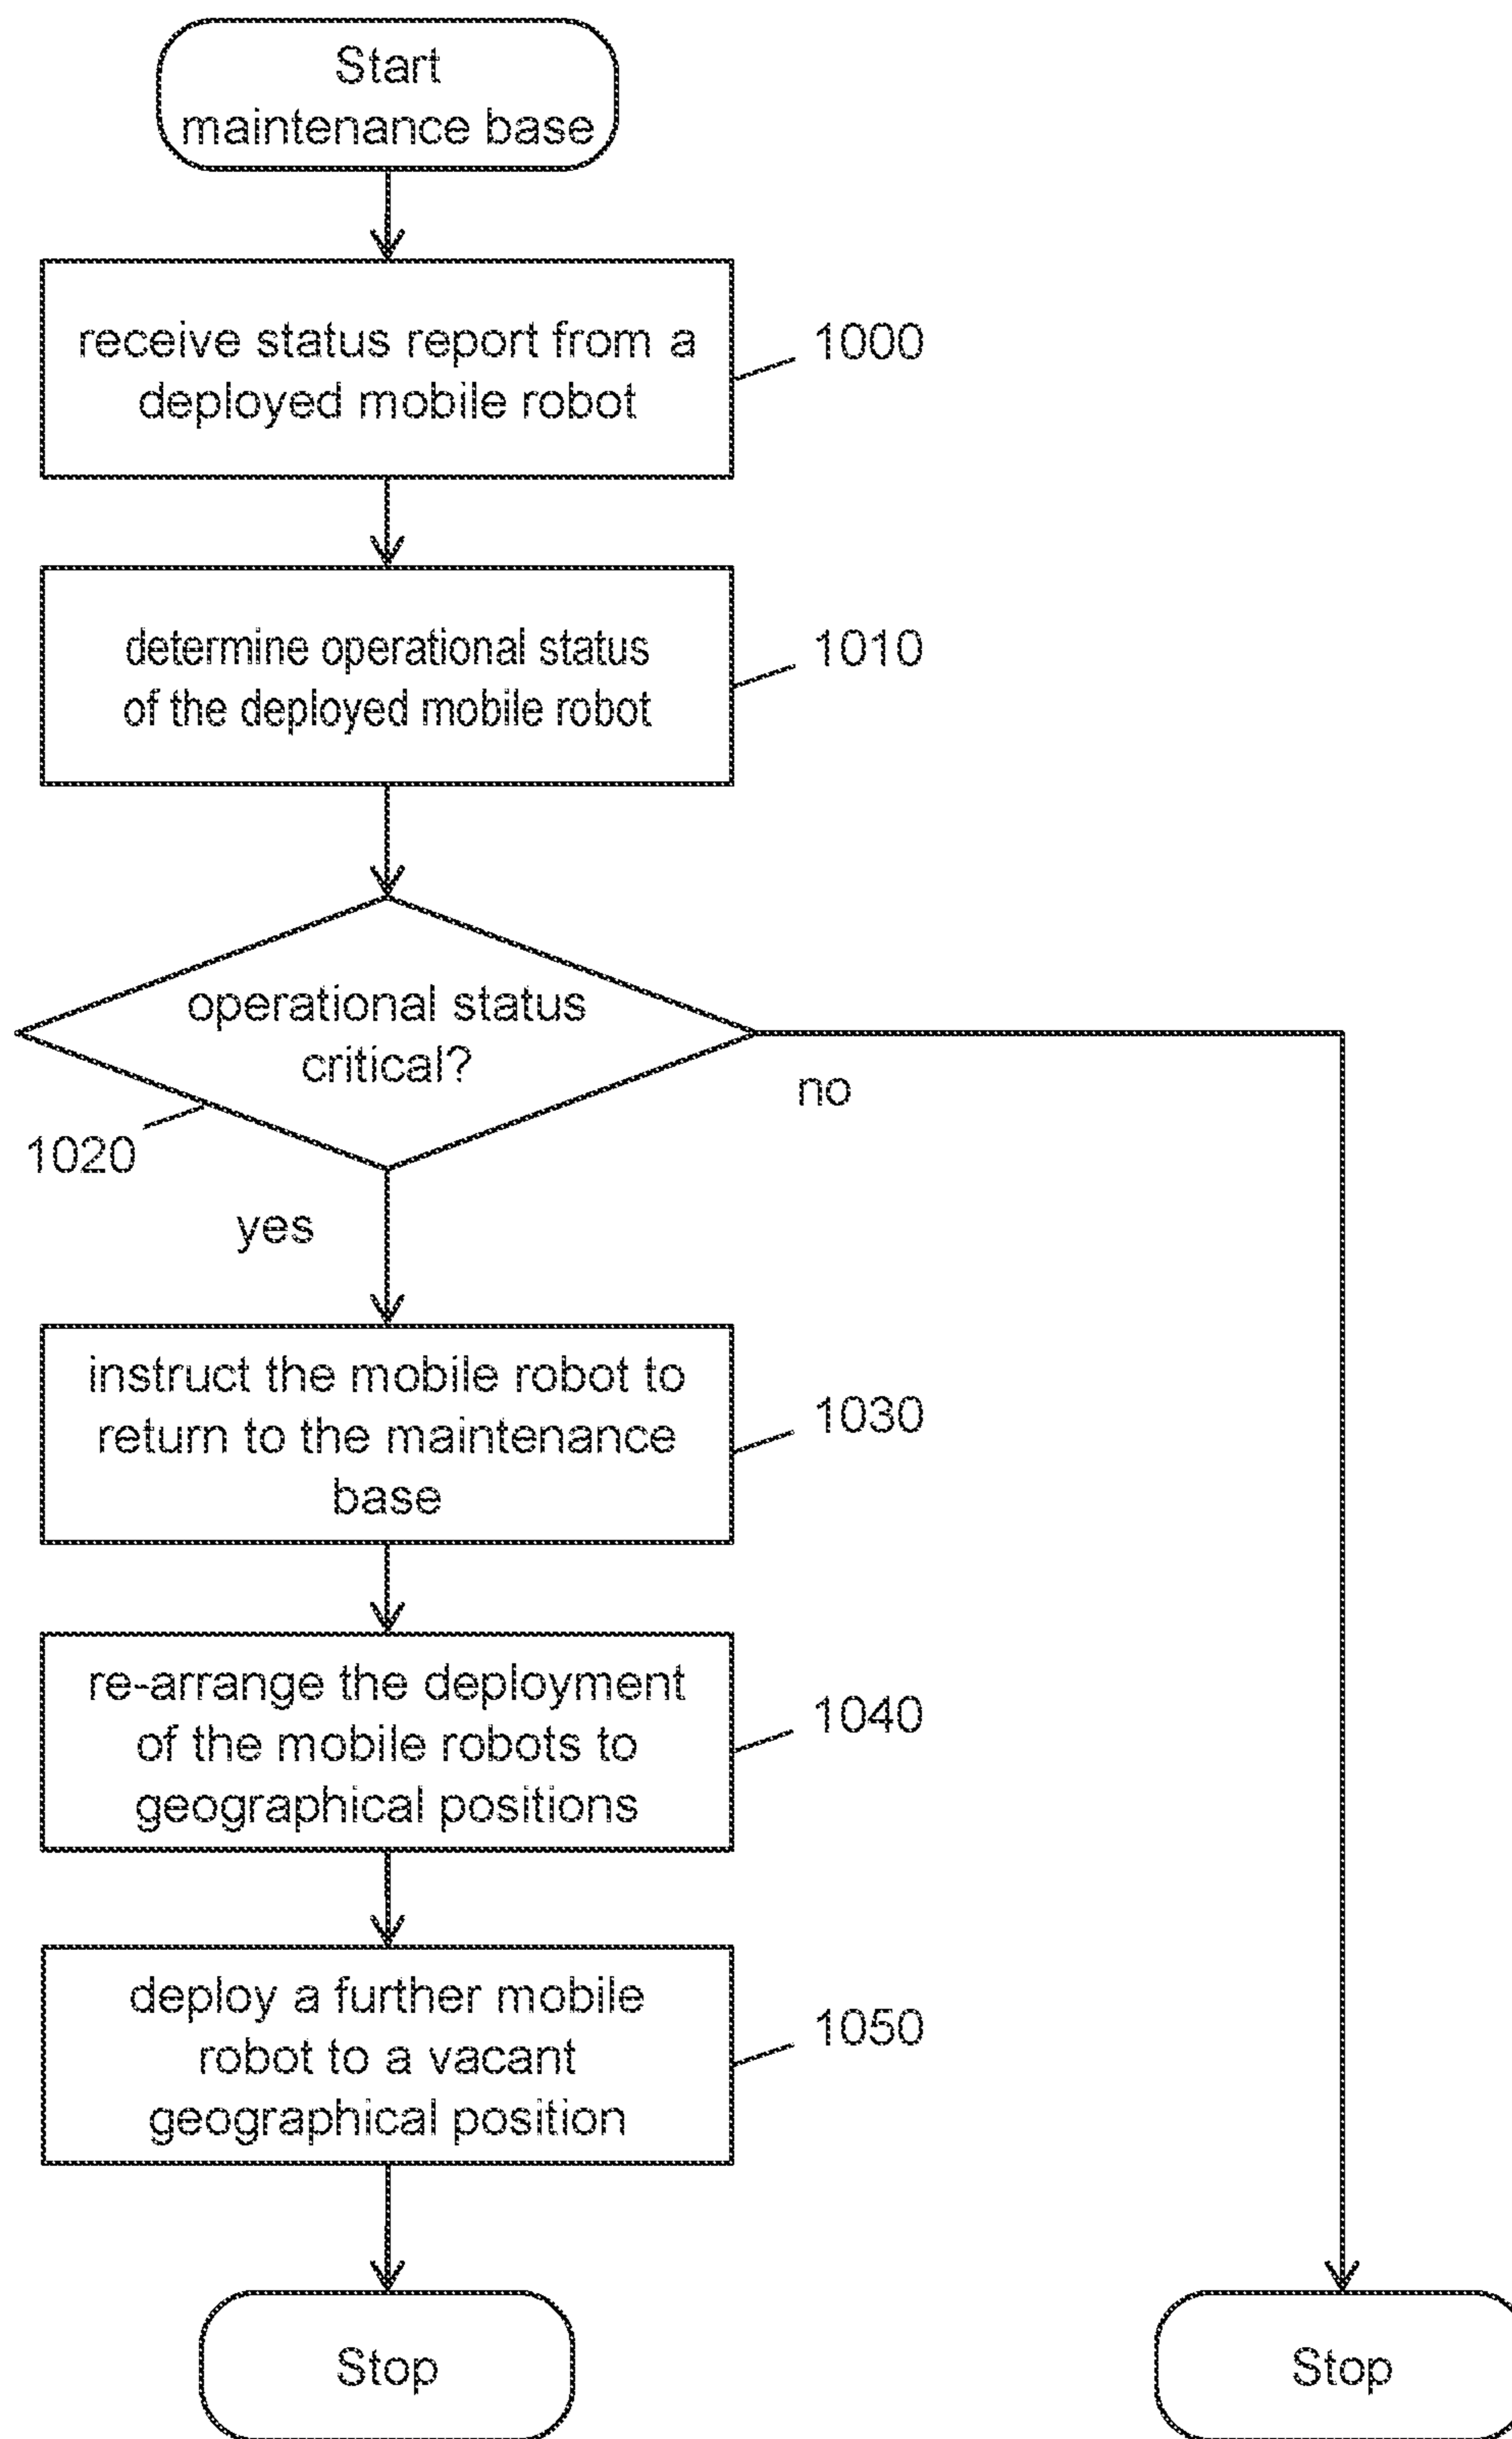 Start
maintenance base
receive status report from a
deployed mobile robot
1000
determine operational status
of the deployed mobile robot
1010
operational status
critical?
1020
no
yes
instruct the mobile robot to
return to the maintenance
base
1030
re-arrange the deployment
of the mobile robots to
geographical positions
1040
deploy a further mobile
robot to a vacant
geographical position
1050
Stop
Stop